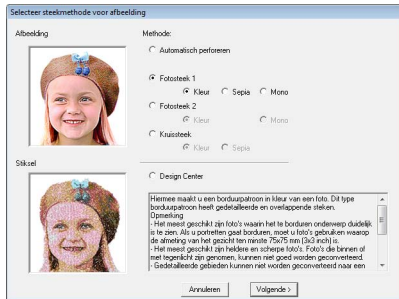 Selecteer steekmethode voor afbeelding
Afbeelding
Methode:
Automatisch perforeren
Fotosteek 1
Kleur Sepia Mono
Fotosteek 2
Kleur Mono
Kruissteek
Kleur Sepia
Stiksel
Design Center
Hiermee maakt u een borduurpatroon in kleur van een foto. Dit type
borduurpatroon heeft gedetailleerde en overlappende steken.
Opmerking
- Het meest geschikt zijn foto's waarin het te borduren onderwerp duidelijk
is te zien. Als u portretten gaat borduren, moet u foto's gebruiken waarop
de afmeting van het gezicht ten minste 75x75 mm (3x3 inch) is.
- Het meest geschikt zijn heldere en scherpe foto's. Foto's die binnen of
met tegenlicht zijn genomen, kunnen niet goed worden geconverteerd.
- Gedetailleerde gebieden kunnen niet worden geconverteerd naar een
Annuleren Volgende >